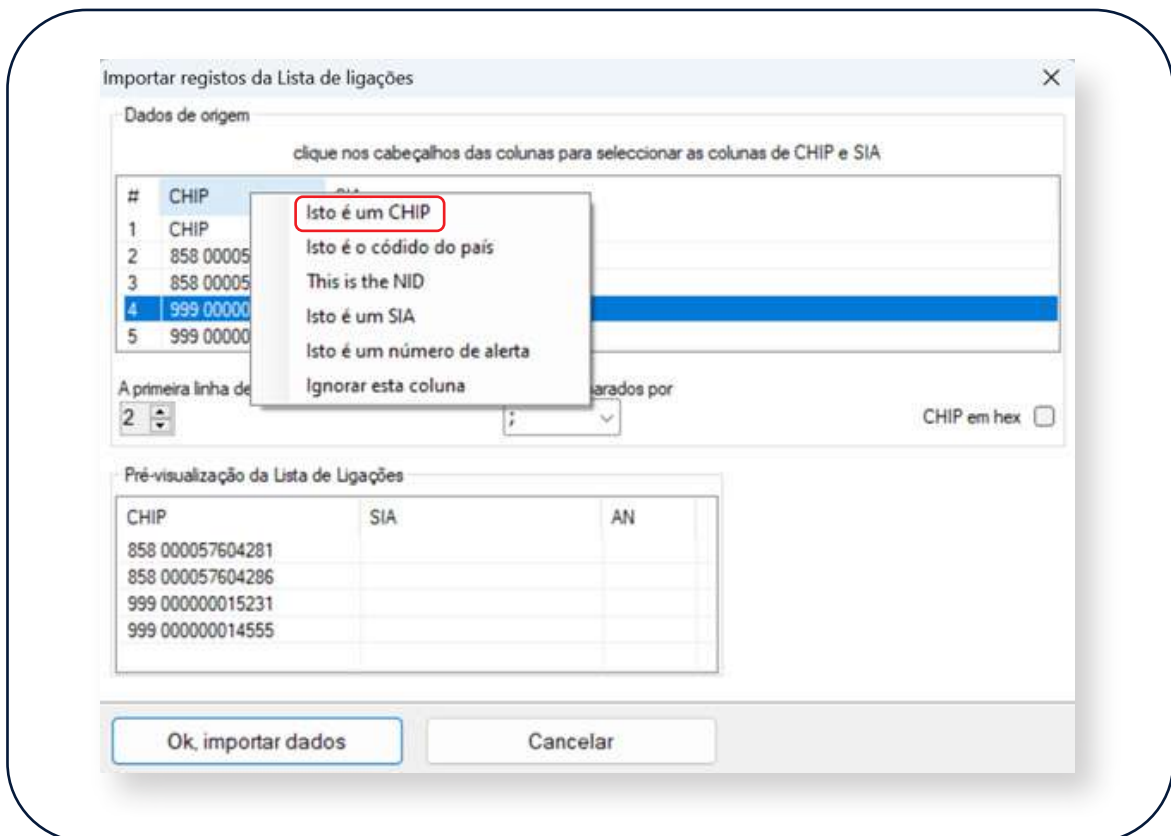 Importar registos da Lista de ligações
Dados de origem
clique nos cabeçalhos das colunas para seleccionar as colunas de CHIP e SIA
# CHIP
1 CHIP
2 858 00005
3 858 00005
4 999 00000
5 999 00000
Isto é um CHIP
Isto é o códido do país
This is the NID
Isto é um SIA
Isto é um número de alerta
Ignorar esta coluna
A primeira linha de
arados por
2
;
CHIP em hex
Pré-visualização da Lista de Ligações
CHIP SIA AN
858 000057604281
858 000057604286
999 000000015231
999 000000014555
Ok, importar dados
Cancelar